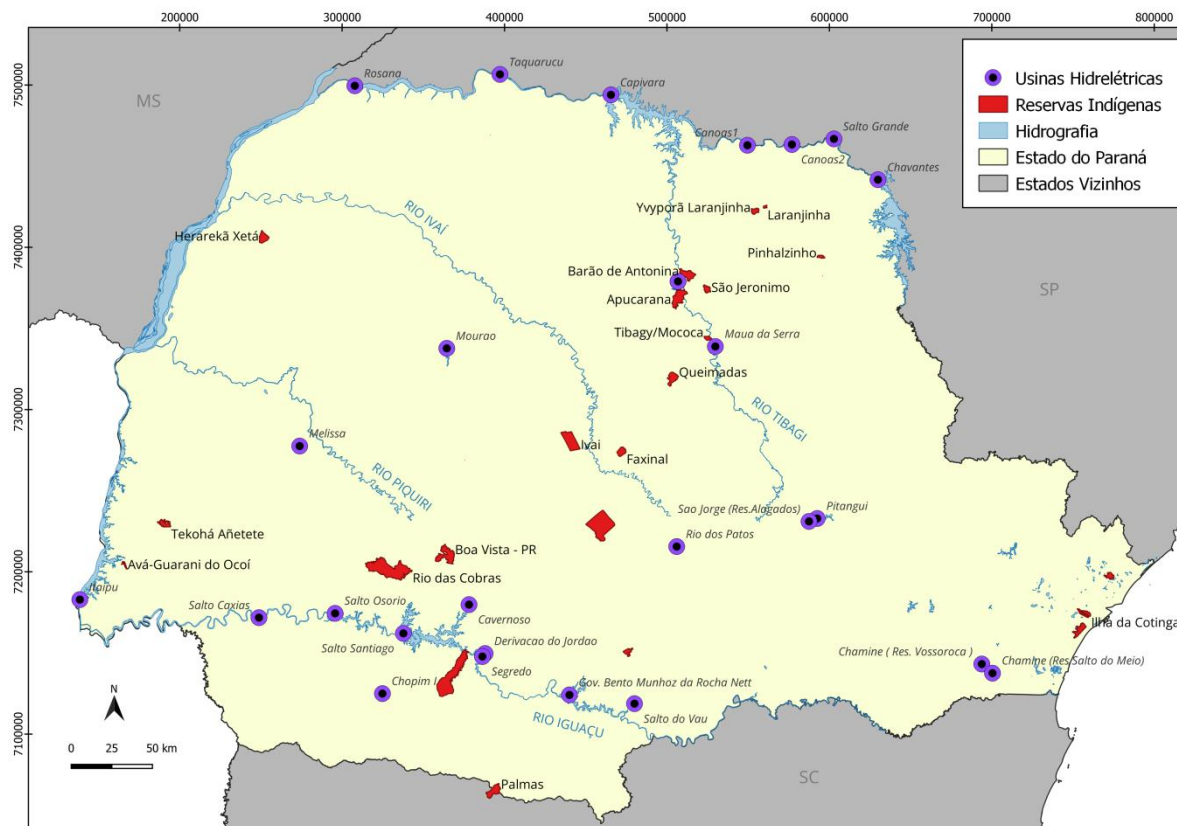 200000 300000 400000 500000 600000 700000 800000
7500000
7400000
7300000
7200000
7100000
Usinas Hidrelétricas
Reservas Indígenas
Hidrografia
Estado do Paraná
Estados Vizinhos
MS
Rosana
Taquarucu
Capivara
Canoas1
Canoas2
Salto Grande
Chavantes
RIO IVAÍ
Yvyporã Laranjinha
Laranjinha
Herarekã Xetá
Pinhalzinho
Barão de Antonina
São Jeronimo
Apucarana
SP
Tibagy/Mococa
Maua da Serra
Mourao
Queimadas
RIO TIBAGI
Melissa
Ivai
Faxinal
RIO PIQUIRI
Sao Jorge (Res.Alagados)
Pitangui
Tekohá Añetete
Rio dos Patos
Boa Vista - PR
Avá-Guarani do Ocoí
Rio das Cobras
Itaipu
Salto Caxias
Salto Osorio
Cavernoso
Ilha da Cotinga
Salto Santiago
Derivacao do Jordao
Segredo
Chamine ( Res. Vossoroca )
Chamine (Res.Salto do Meio)
Chopim I
Gov. Bento Munhoz da Rocha Nett
Salto do Vau
RIO IGUAÇU
N
0 25 50 km
SC
Palmas